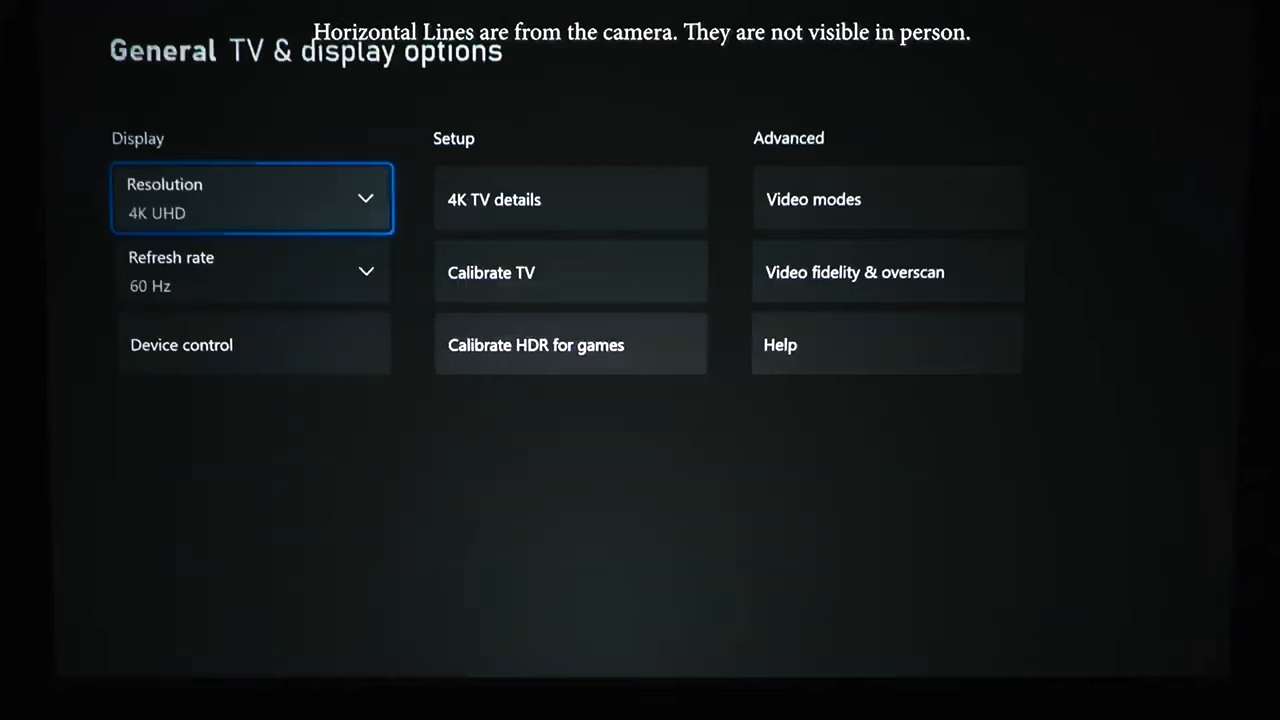 Horizontal Lines are from the camera. They are not visible in person.
General TV & display options
Display
Resolution
4K UHD
Refresh rate
60 Hz
Device control
Setup
4K TV details
Calibrate TV
Calibrate HDR for games
Advanced
Video modes
Video fidelity & overscan
Help